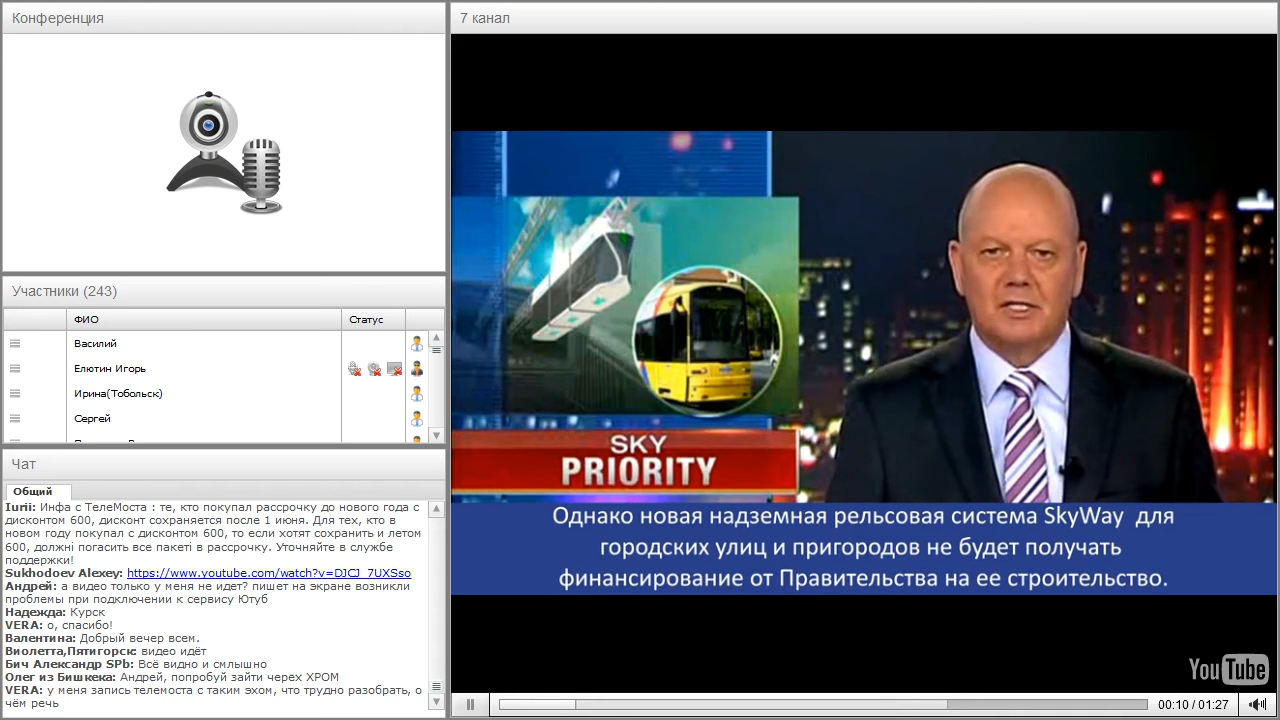 Конференция
Участники (243)
ФИО
Статус
Василий
Елютин Игорь
Ирина(Тобольск)
Сергей
Чат
Общий
Iurii: Инфа с ТелеМоста : те, кто покупал рассрочку до нового года с
дисконтом 600, дисконт сохраняется после 1 июня. Для тех, кто в
новом году покупал с дисконтом 600, то если хотят сохранить и летом
600, должні погасить все пакеті в рассрочку. Уточняйте в службе
поддержки!
Sukhodoev Alexey: https://www.youtube.com/watch?v=DJCJ_7UXSso
Андрей: а видео только у меня не идет? пишет на экране возникли
проблемы при подключении к сервису Ютуб
Надежда: Курск
VERA: о, спасибо!
Валентина: Добрый вечер всем.
Виолетта,Пятигорск: видео идёт
Бич Александр SPb: Всё видно и смлышно
Олег из Бишкека: Андрей, попробуй зайти черех ХРОМ
VERA: у меня запись телемоста с таким эхом, что трудно разобрать, о
чём речь
7 канал
SKY
PRIORITY
Однако новая надземная рельсовая система SkyWay для
городских улиц и пригородов не будет получать
финансирование от Правительства на ее строительство.
YouTube
00:10 / 01:27